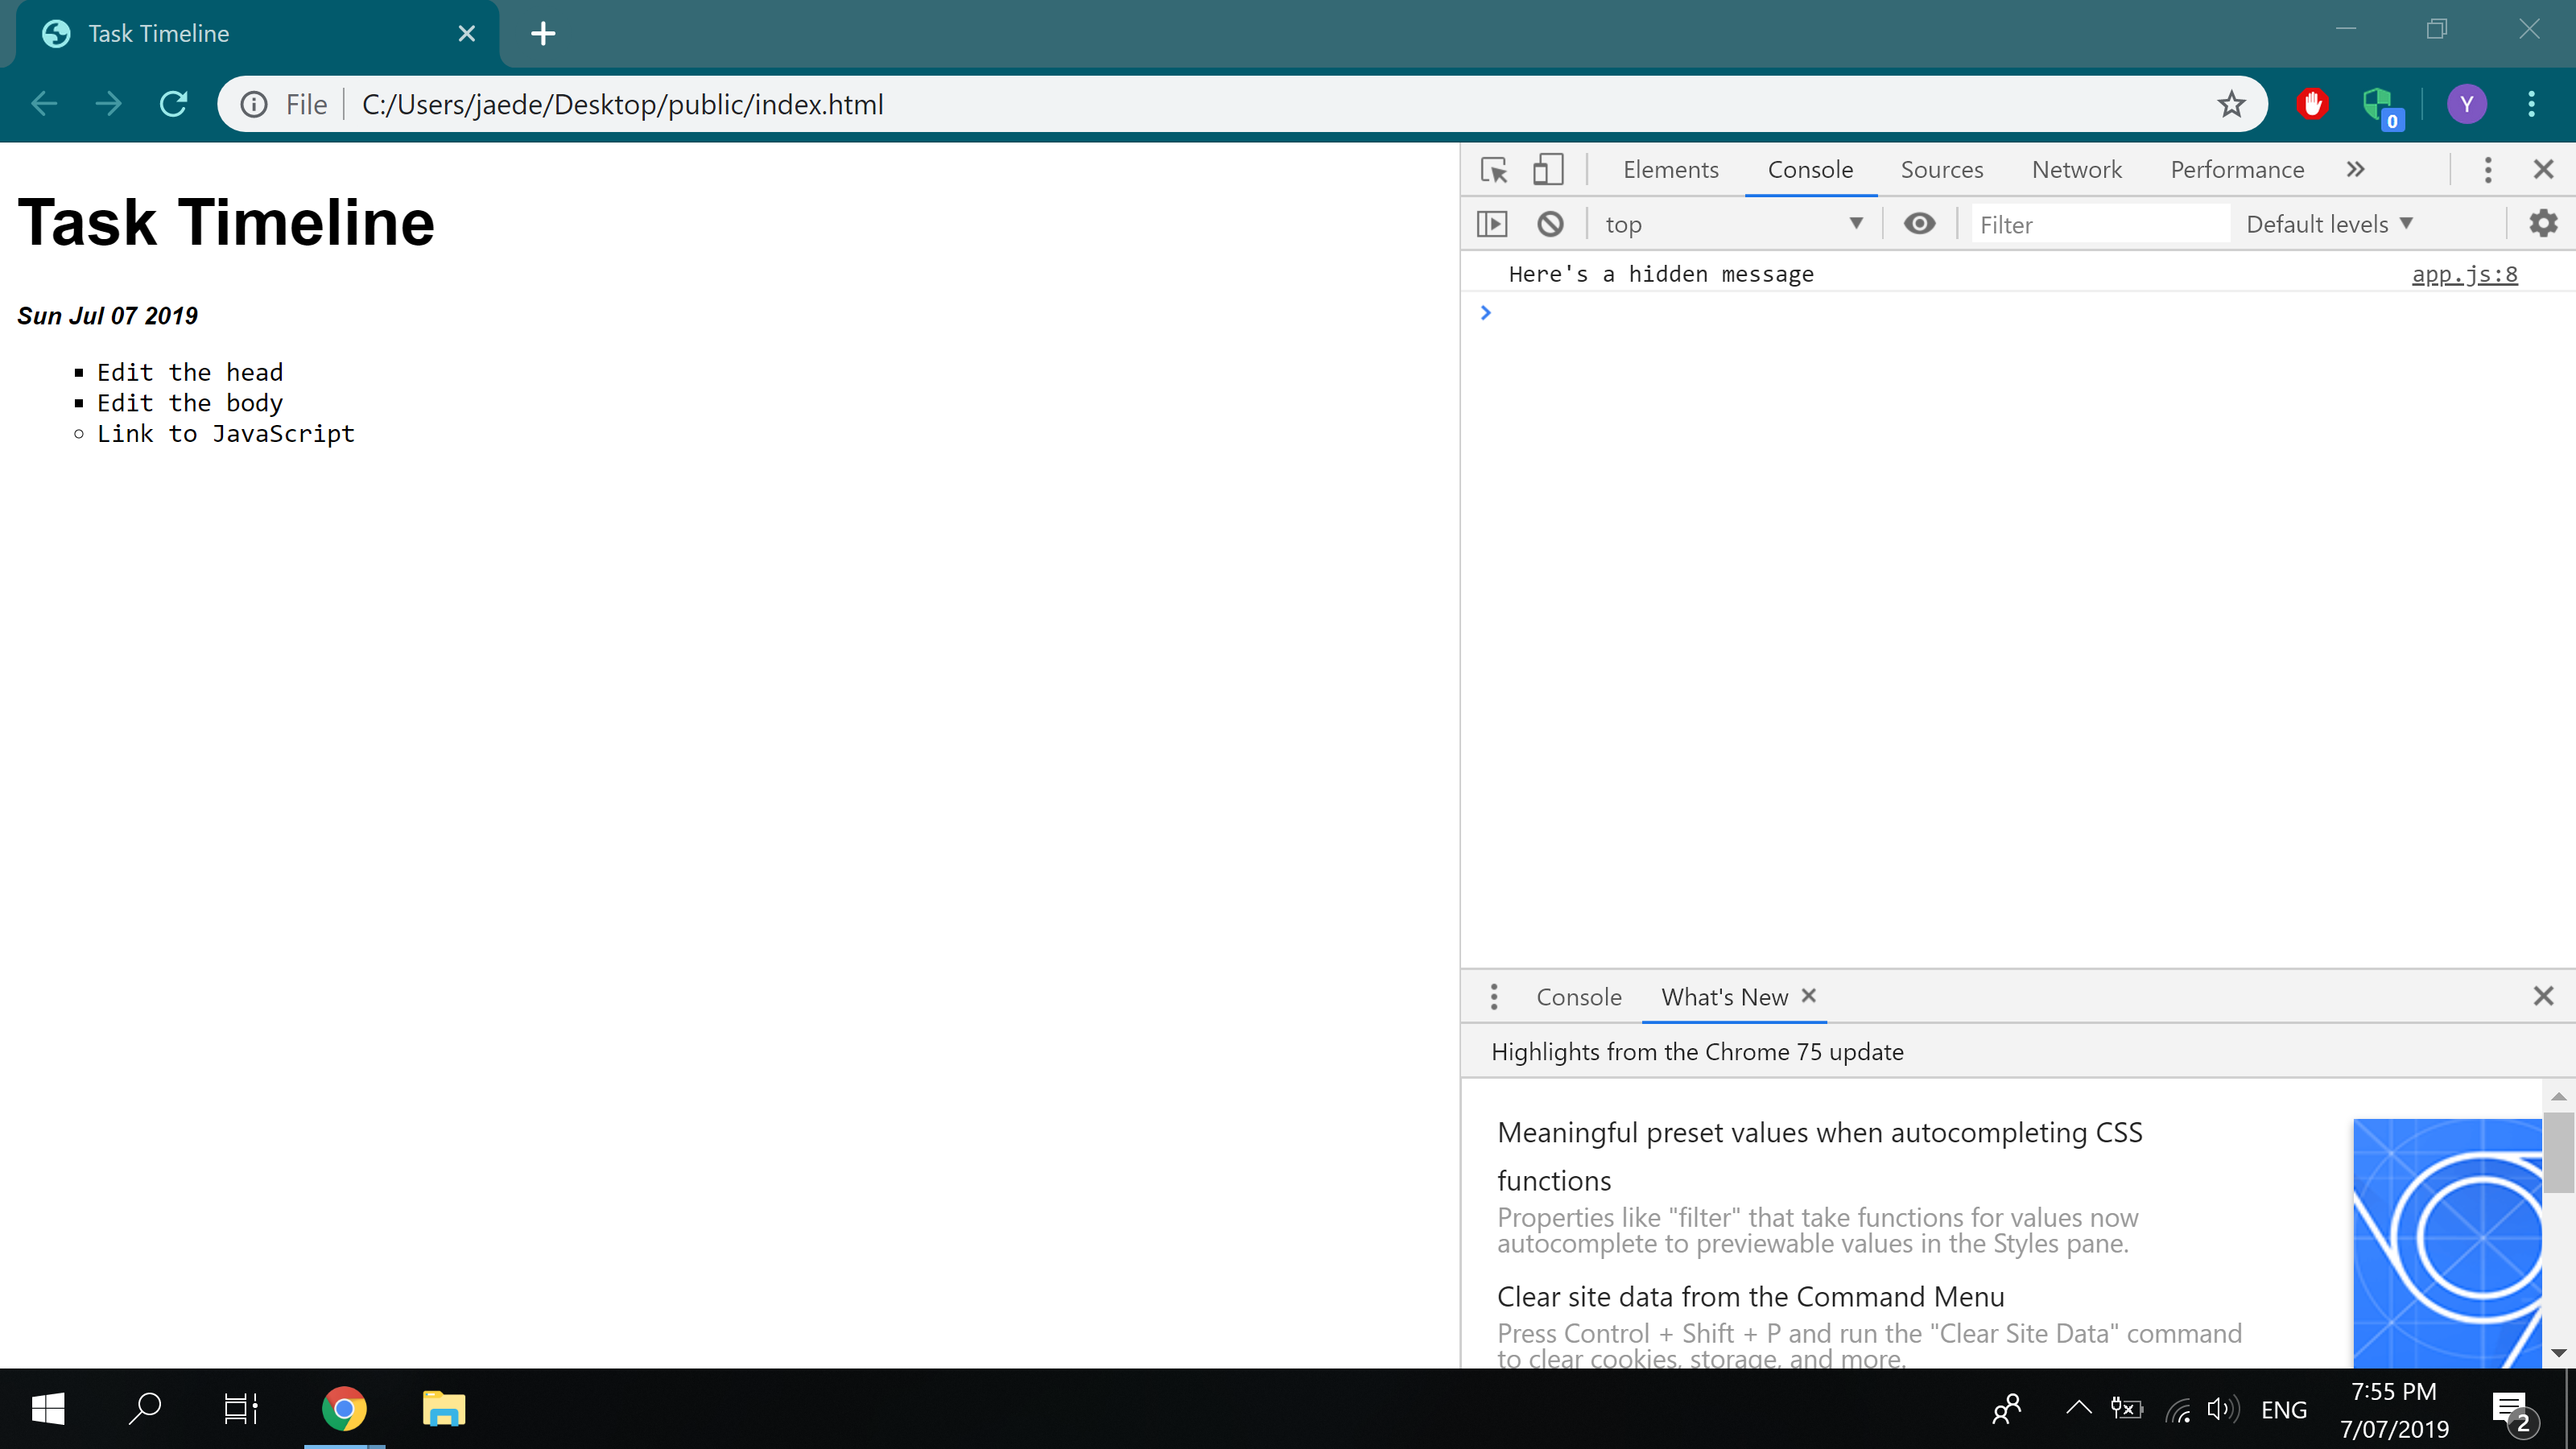 Task Timeline
File
C:/Users/jaede/Desktop/public/index.html
0
Y
Task Timeline
Sun Jul 07 2019
Edit the head
Edit the body
Link to JavaScript
Elements Console Sources Network Performance
top Filter Default levels
Here's a hidden message app.js:8
Console What's New
Highlights from the Chrome 75 update
Meaningful preset values when autocompleting CSS
functions
Properties like "filter" that take functions for values now
autocomplete to previewable values in the Styles pane.
Clear site data from the Command Menu
Press Control + Shift + P and run the "Clear Site Data" command
to clear cookies, storage, and more.
ENG
7:55 PM
7/07/2019
2